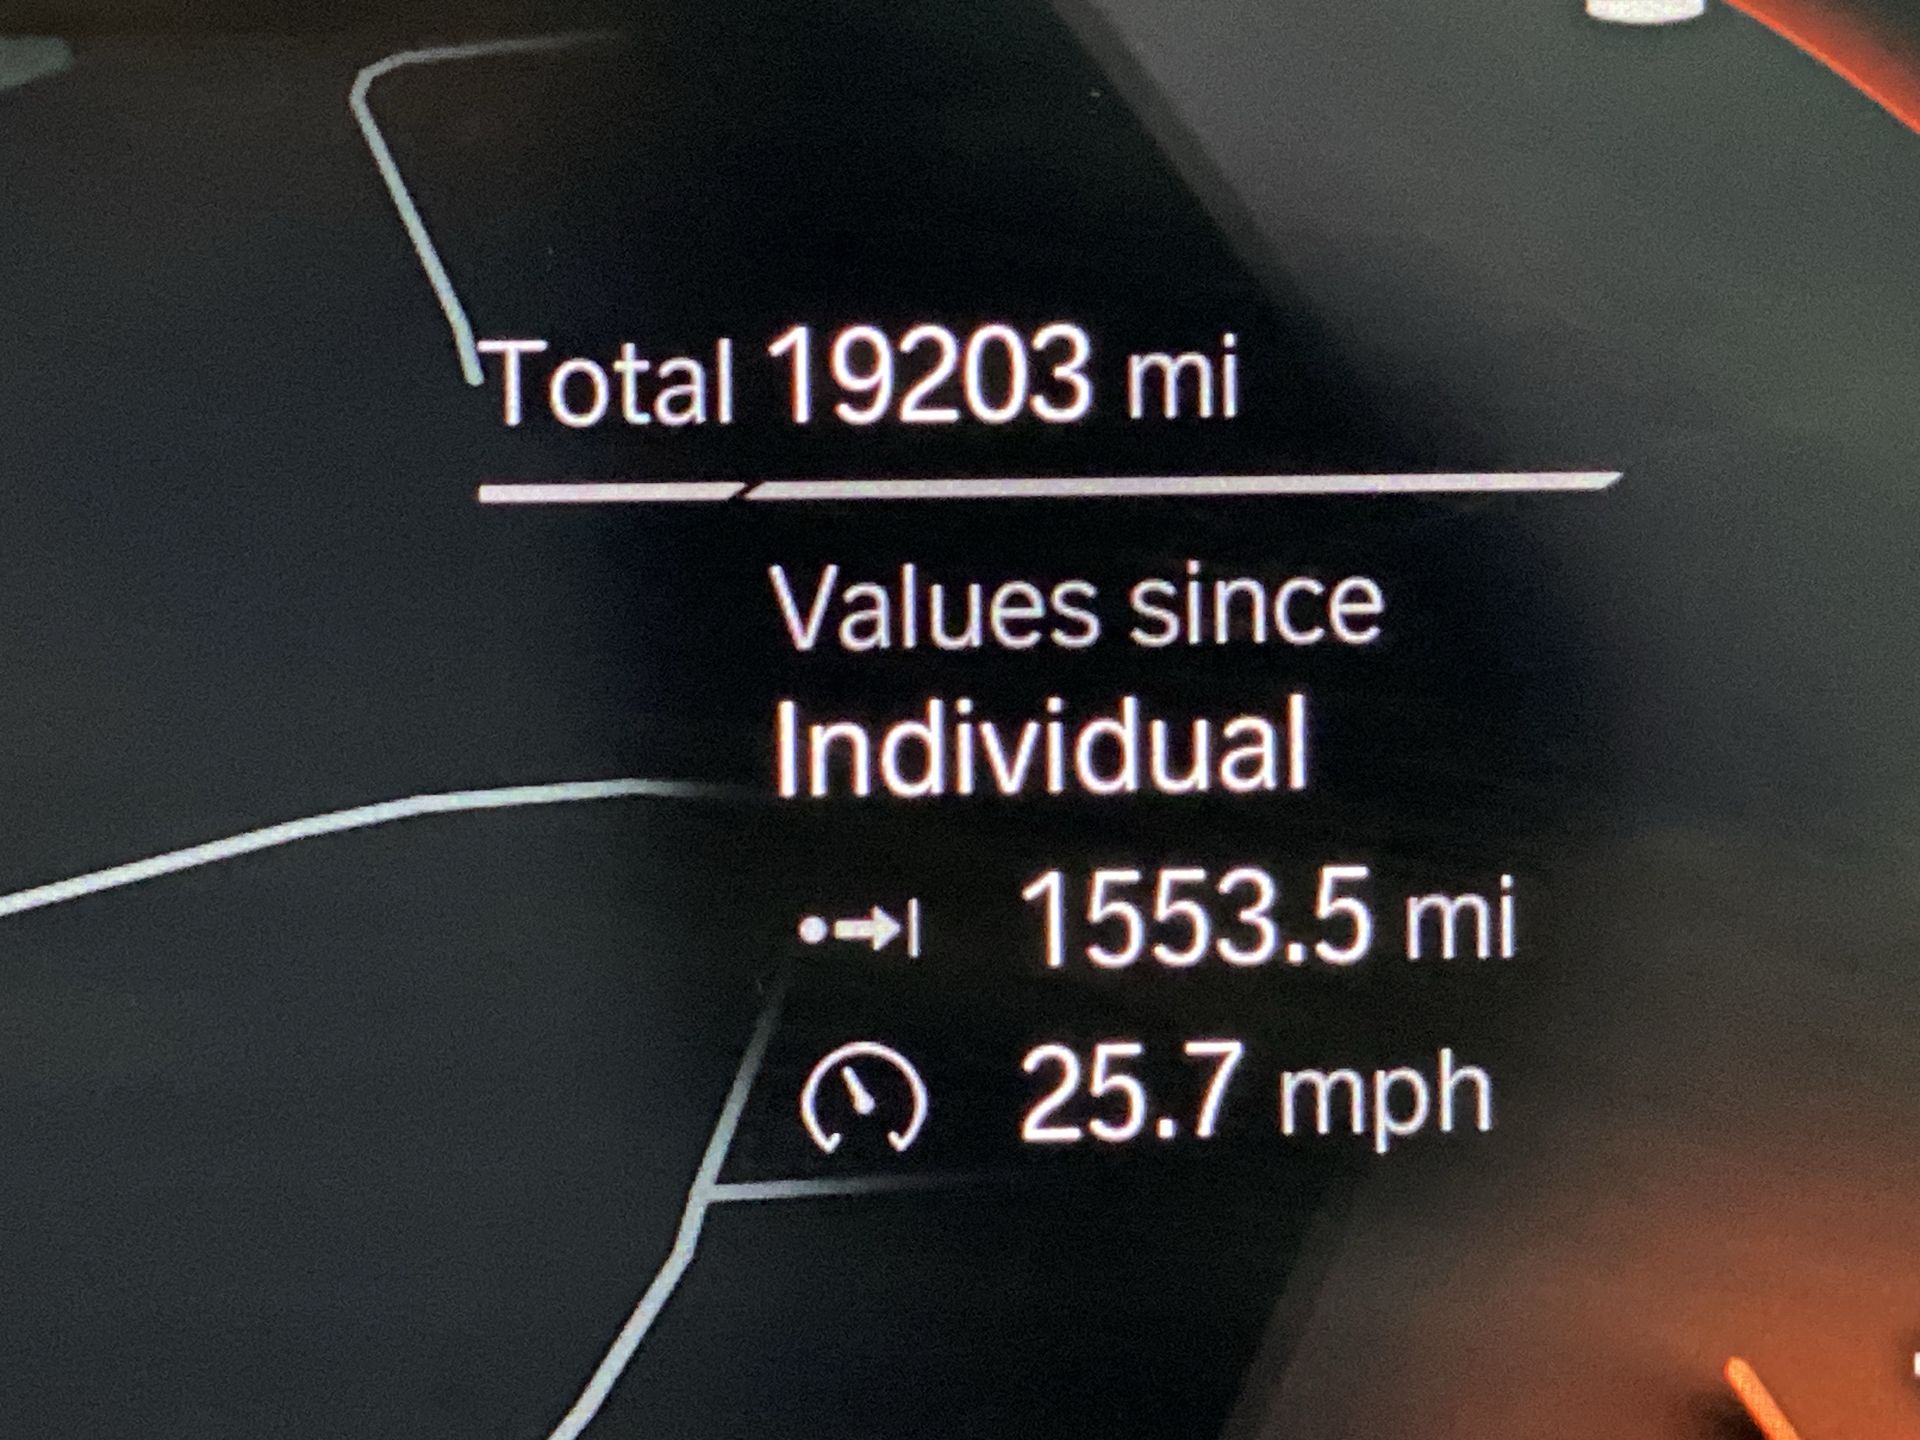 Total 19203 mi
Values since
Individual
1553.5 mi
25.7 mph